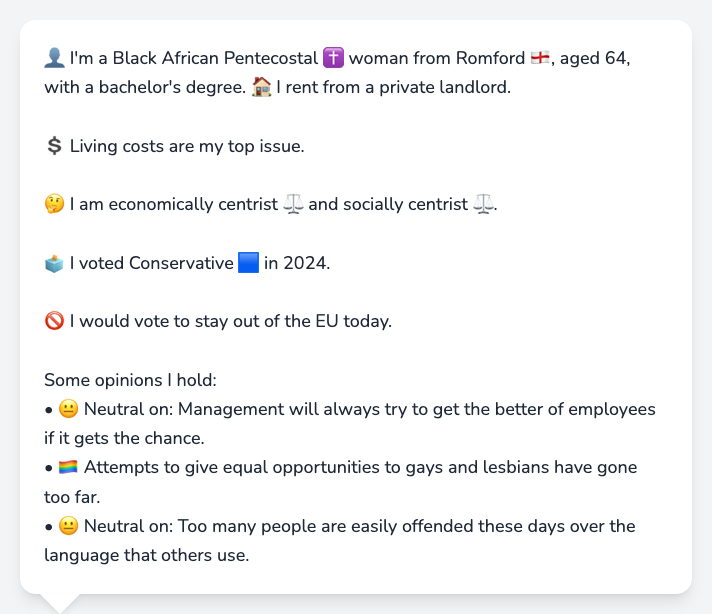 👤 I'm a Black African Pentecostal ✝️ woman from Romford 🏴󠁧󠁢󠁥󠁮󠁧󠁿, aged 64,
with a bachelor's degree. 🏠 I rent from a private landlord.
💲 Living costs are my top issue.
🤔 I am economically centrist ⚖️ and socially centrist ⚖️.
🗳️ I voted Conservative 🟦 in 2024.
🚫 I would vote to stay out of the EU today.
Some opinions I hold:
• 😐 Neutral on: Management will always try to get the better of employees
if it gets the chance.
• 🏳️‍🌈 Attempts to give equal opportunities to gays and lesbians have gone
too far.
• 😐 Neutral on: Too many people are easily offended these days over the
language that others use.